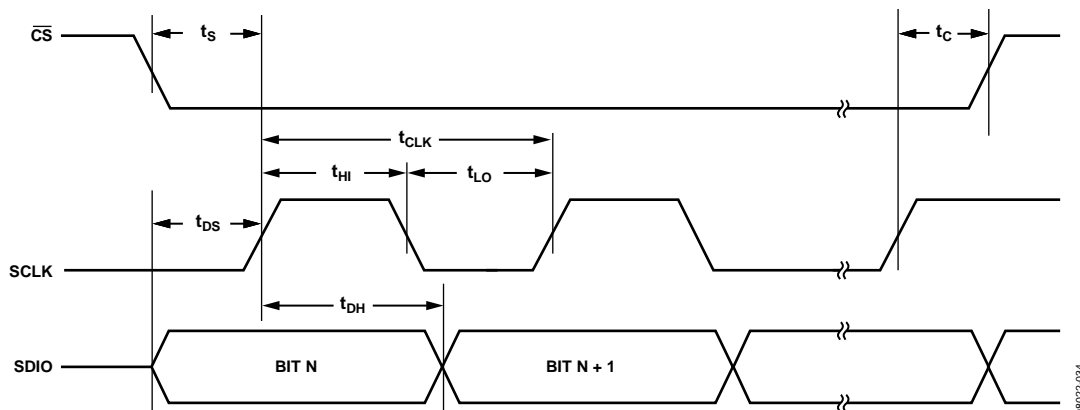 CS
tS
tC
tCLK
tHI
tLO
tDS
SCLK
tDH
SDIO
BIT N
BIT N + 1